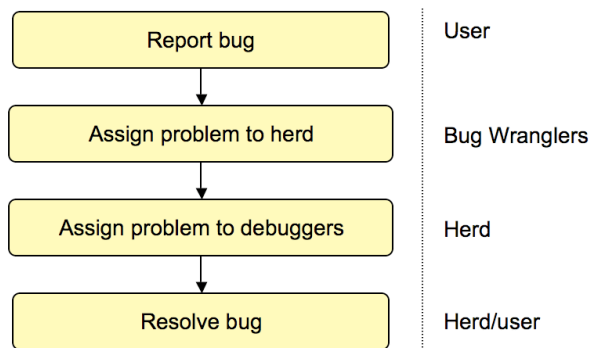 Report bug
User
Assign problem to herd
Bug Wranglers
Assign problem to debuggers
Herd
Resolve bug
Herd/user